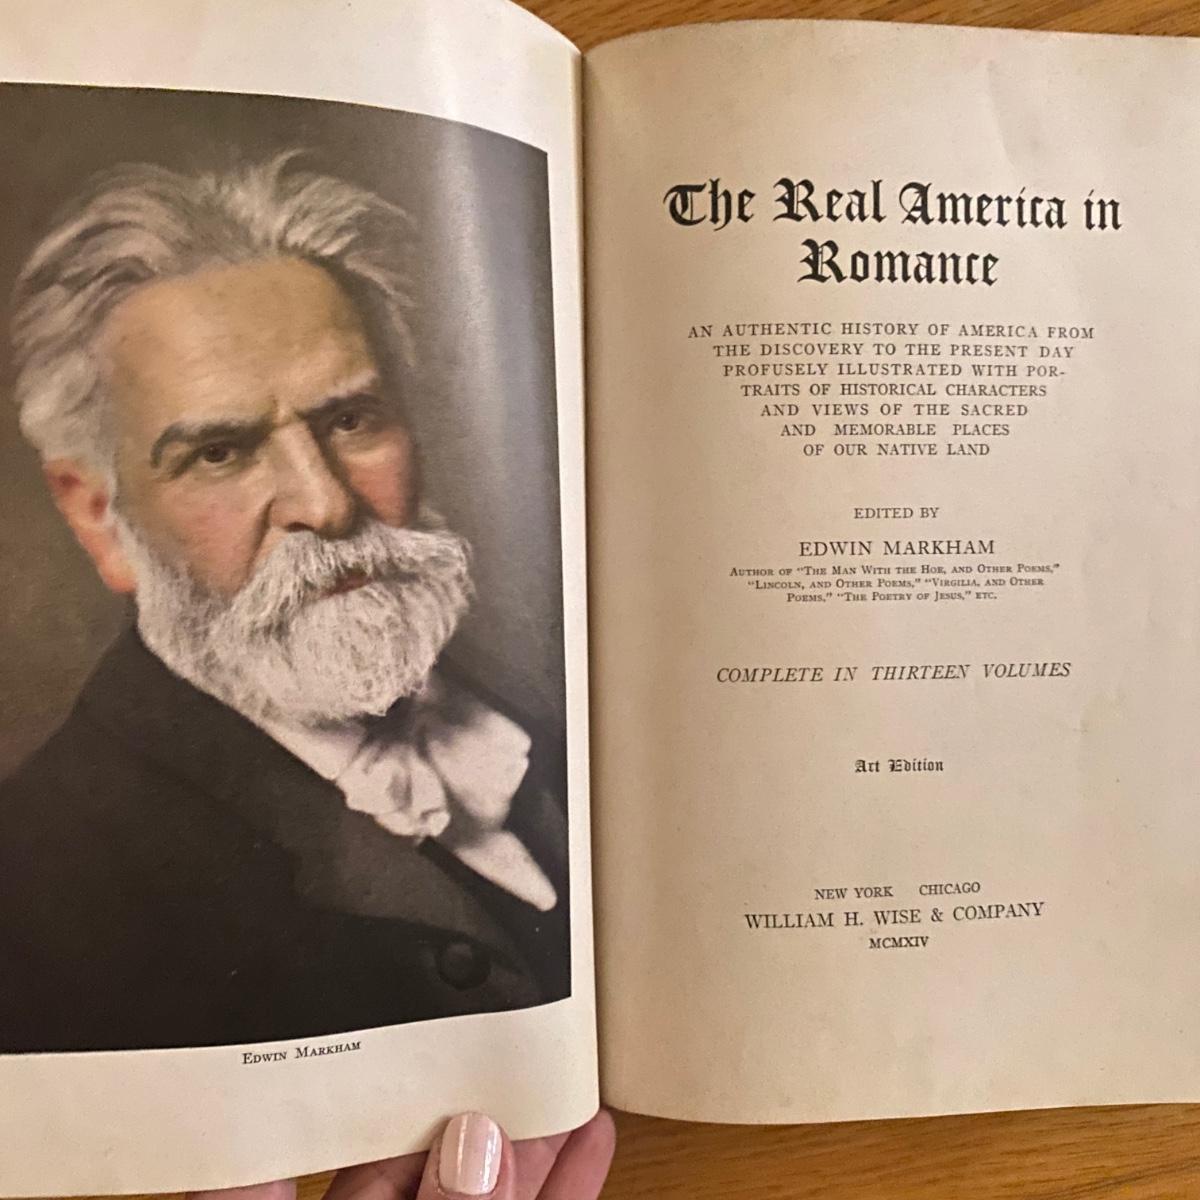 Edwin Markham
The Real America in
Romance
AN AUTHENTIC HISTORY OF AMERICA FROM
THE DISCOVERY TO THE PRESENT DAY
PROFUSELY ILLUSTRATED WITH POR-
TRAITS OF HISTORICAL CHARACTERS
AND VIEWS OF THE SACRED
AND MEMORABLE PLACES
OF OUR NATIVE LAND
EDITED BY
EDWIN MARKHAM
Author of "The Man With the Hoe, and Other Poems,"
"Lincoln, and Other Poems," "Virgilia, and Other
Poems," "The Poetry of Jesus," etc.
COMPLETE IN THIRTEEN VOLUMES
Art Edition
NEW YORK CHICAGO
WILLIAM H. WISE & COMPANY
MCMXIV